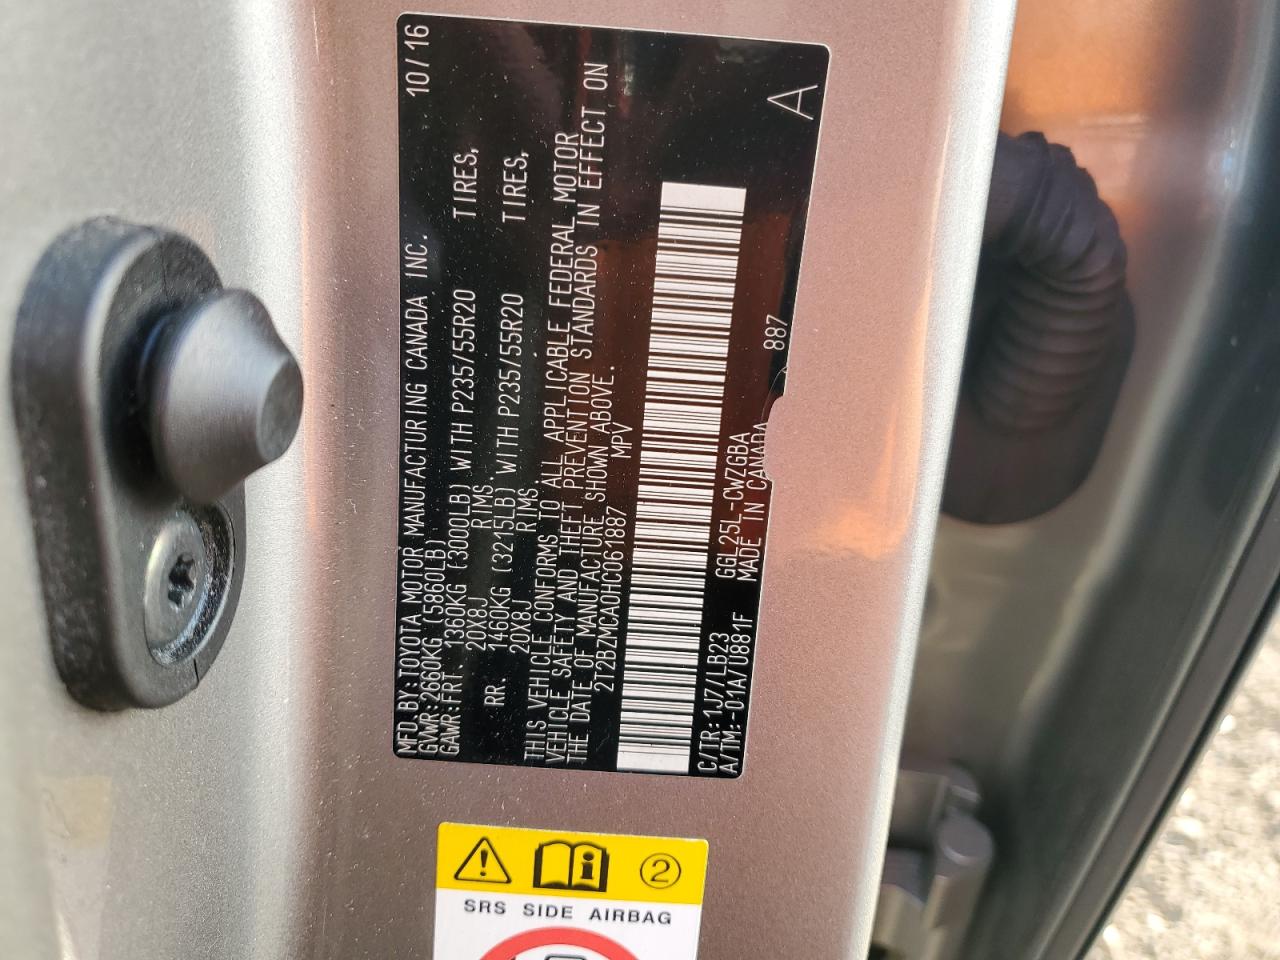 MFD.BY:TOYOTA MOTOR MANUFACTURING CANADA INC. 10/16
GVWR:2660KG (5860LB)
GAWR:FRT. 1360KG (3000LB) WITH P235/55R20 TIRES,
20X8J RIMS
RR. 1460KG (3215LB) WITH P235/55R20 TIRES,
20X8J RIMS
THIS VEHICLE CONFORMS TO ALL APPLICABLE FEDERAL MOTOR
VEHICLE SAFETY AND THEFT PREVENTION STANDARDS IN EFFECT ON
THE DATE OF MANUFACTURE SHOWN ABOVE.
2T2BZMCA0HC061887 MPV
C/TR:1J7/LB23 GGL25L-CWZGBA 887
A/TM:-01A/U881F MADE IN CANADA A
2
SRS SIDE AIRBAG